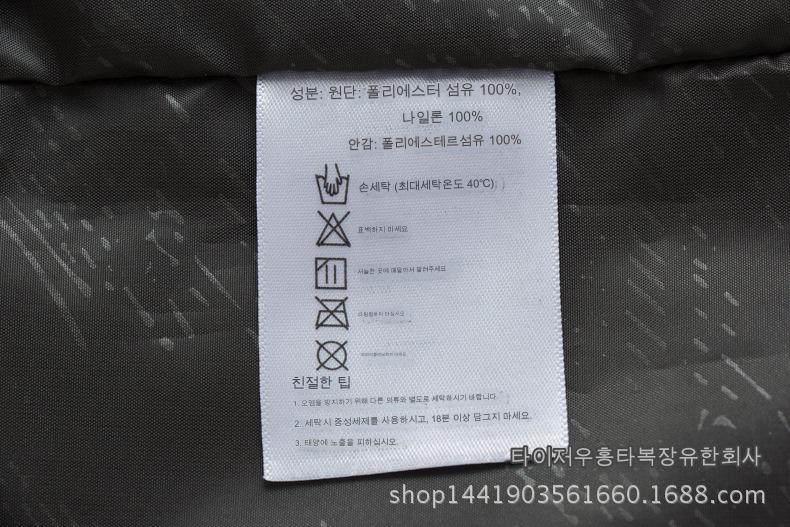 성분: 원단: 폴리에스터 섬유 100%,
나일론 100%
안감: 폴리에스테르섬유 100%
손세탁 (최대세탁온도 40℃)
표백하지 마세요
서늘한 곳에 매달아서 말려주세요
친절한 팁
1. 오염을 방지하기 위해 다른 의류와 별도로 세탁하시기 바랍니다.
2. 세탁 시 중성세제를 사용하시고, 18분 이상 담그지 마세요.
3. 태양에 노출을 피하십시오.
타이저우홍타복장유한회사
shop1441903561660.1688.com